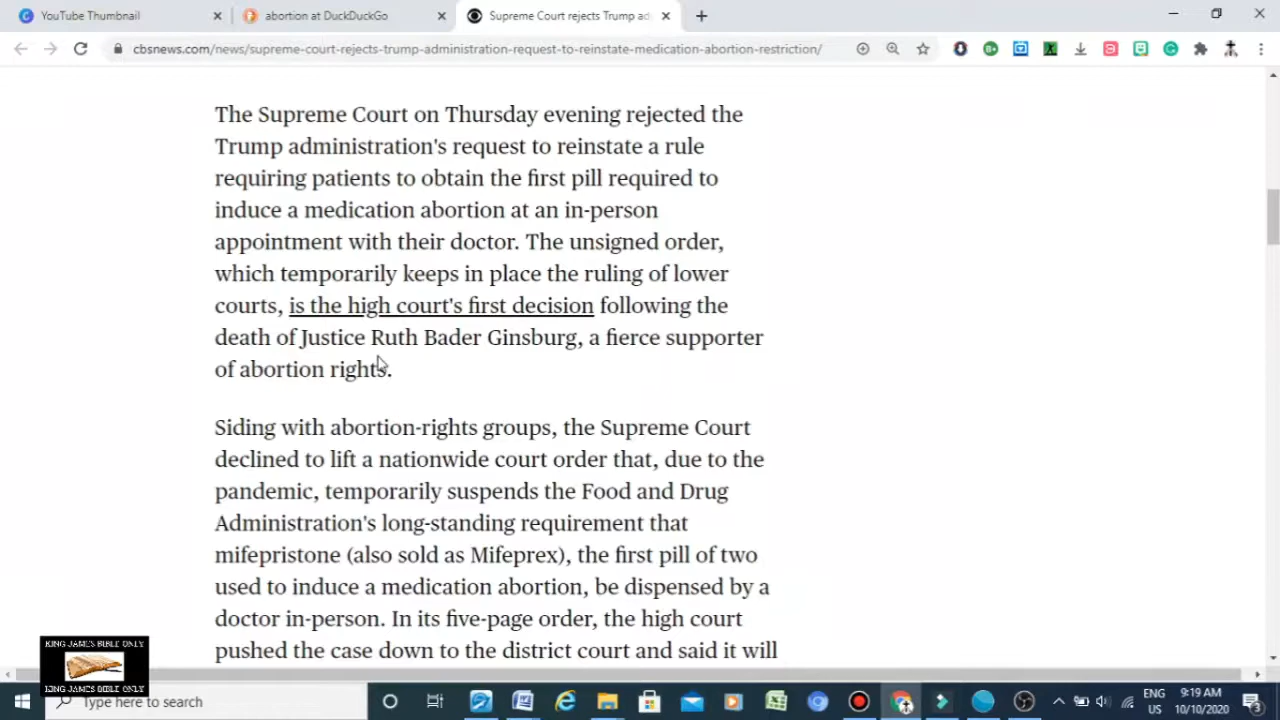 YouTube Thumbnail
abortion at DuckDuckGo
Supreme Court rejects Trump ad
cbsnews.com/news/supreme-court-rejects-trump-administration-request-to-reinstate-medication-abortion-restriction/
The Supreme Court on Thursday evening rejected the
Trump administration's request to reinstate a rule
requiring patients to obtain the first pill required to
induce a medication abortion at an in-person
appointment with their doctor. The unsigned order,
which temporarily keeps in place the ruling of lower
courts, is the high court's first decision following the
death of Justice Ruth Bader Ginsburg, a fierce supporter
of abortion rights.
Siding with abortion-rights groups, the Supreme Court
declined to lift a nationwide court order that, due to the
pandemic, temporarily suspends the Food and Drug
Administration's long-standing requirement that
mifepristone (also sold as Mifeprex), the first pill of two
used to induce a medication abortion, be dispensed by a
doctor in-person. In its five-page order, the high court
pushed the case down to the district court and said it will
KING JAMES BIBLE ONLY
KING JAMES BIBLE ONLY
Type here to search
ENG
US
9:19 AM
10/10/2020
3